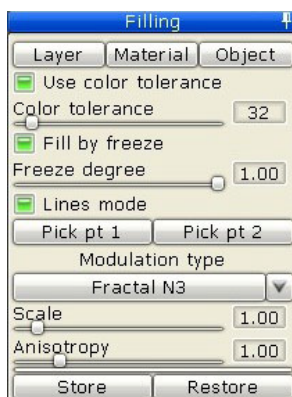 Filling
Layer Material Object
Use color tolerance
Color tolerance 32
Fill by freeze
Freeze degree 1.00
Lines mode
Pick pt 1 Pick pt 2
Modulation type
Fractal N3
Scale 1.00
Anisotropy 1.00
Store Restore